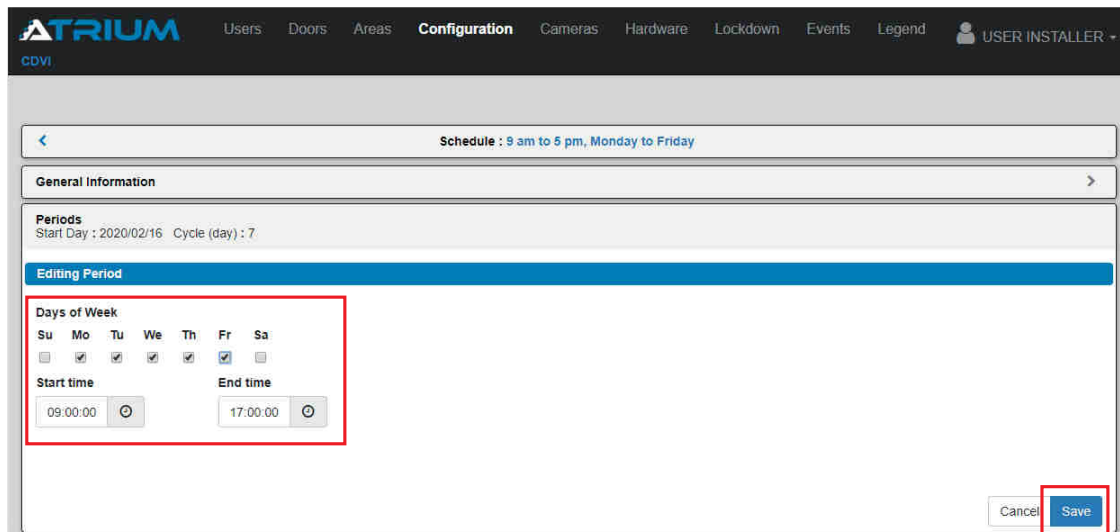 ATRIUM Users Doors Areas Configuration Cameras Hardware Lockdown Events Legend USER INSTALLER
CDVI
Schedule : 9 am to 5 pm, Monday to Friday
General Information
Periods
Start Day : 2020/02/16 Cycle (day) : 7
Editing Period
Days of Week
Su Mo Tu We Th Fr Sa
Start time End time
09:00:00 17:00:00
Cancel Save